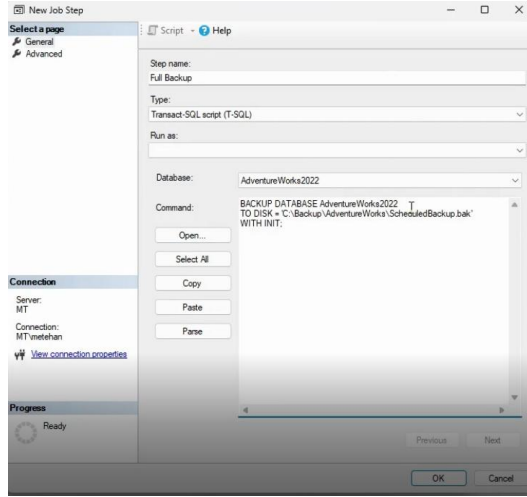 New Job Step
Select a page
General
Advanced
Script
Help
Step name:
Full Backup
Type:
Transact-SQL script (T-SQL)
Run as:
Database:
AdventureWorks2022
Command:
BACKUP DATABASE AdventureWorks2022
TO DISK = 'C:\Backup\AdventureWorks\ScheduledBackup.bak'
WITH INIT;
Open...
Select All
Copy
Paste
Parse
Connection
Server:
MT
Connection:
MT\metehan
View connection properties
Progress
Ready
Previous
Next
OK
Cancel